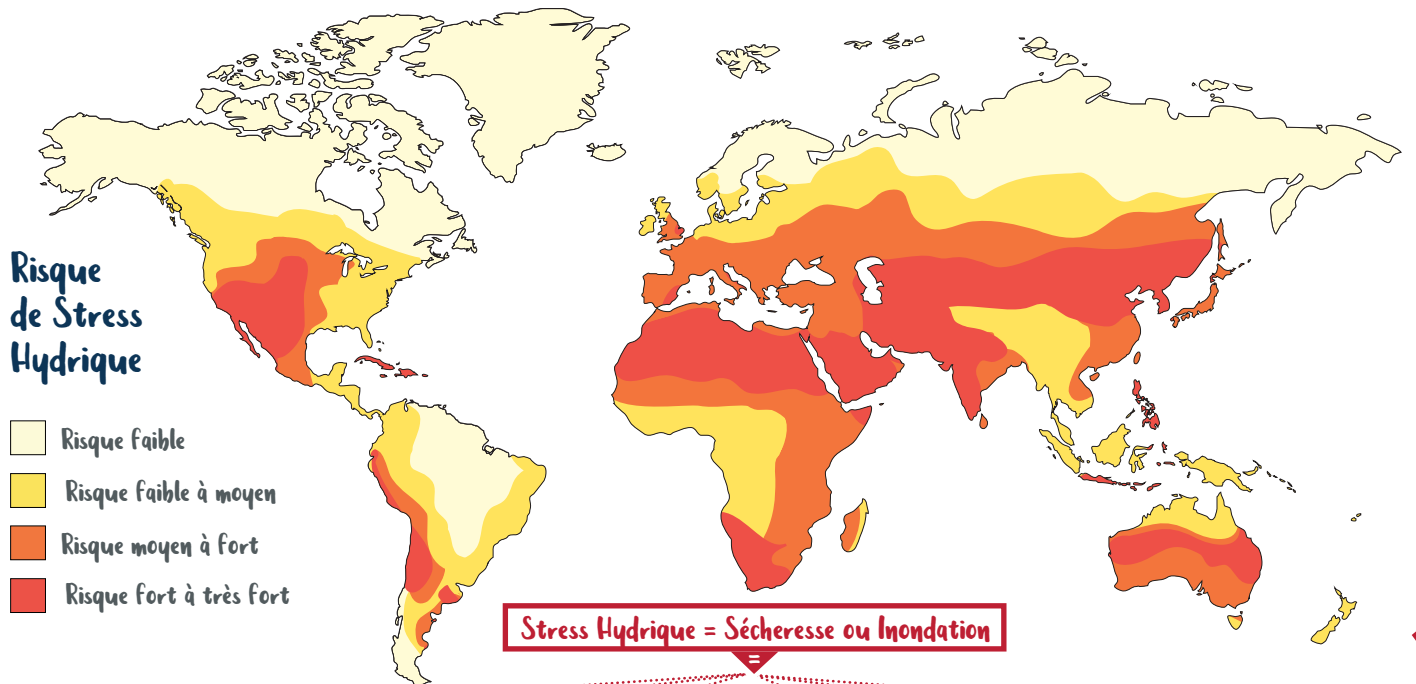 Risque
de Stress
Hydrique
Risque faible
Risque faible à moyen
Risque moyen à fort
Risque fort à très fort
Stress Hydrique = Sécheresse ou Inondation
=